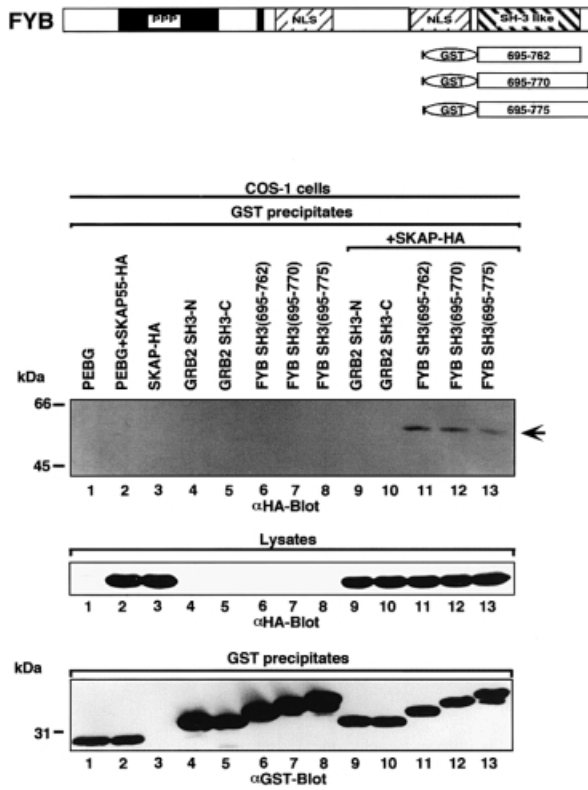 FYB PPP NLS NLS SH-3 like
GST 695-762
GST 695-770
GST 695-775
COS-1 cells
GST precipitates
+SKAP-HA
PEBG
PEBG+SKAP55-HA
SKAP-HA
GRB2 SH3-N
GRB2 SH3-C
FYB SH3(695-762)
FYB SH3(695-770)
FYB SH3(695-775)
GRB2 SH3-N
GRB2 SH3-C
FYB SH3(695-762)
FYB SH3(695-770)
FYB SH3(695-775)
kDa
66
45
1 2 3 4 5 6 7 8 9 10 11 12 13
αHA-Blot
Lysates
1 2 3 4 5 6 7 8 9 10 11 12 13
αHA-Blot
GST precipitates
kDa
31
1 2 3 4 5 6 7 8 9 10 11 12 13
αGST-Blot